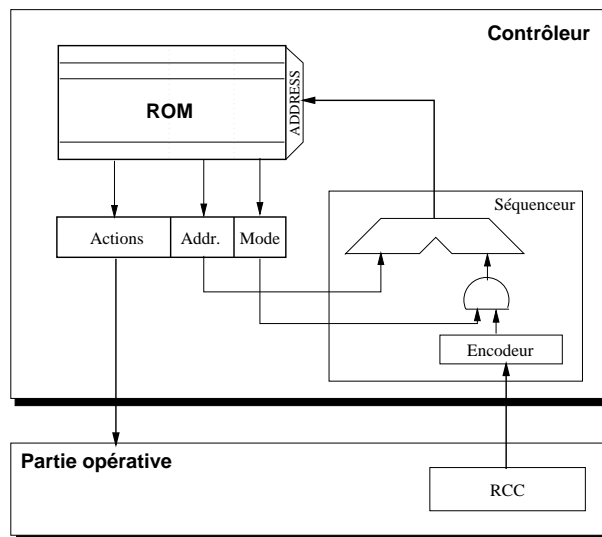 Contrôleur
ROM
ADDRESS
Séquenceur
Actions
Addr.
Mode
Encodeur
Partie opérative
RCC